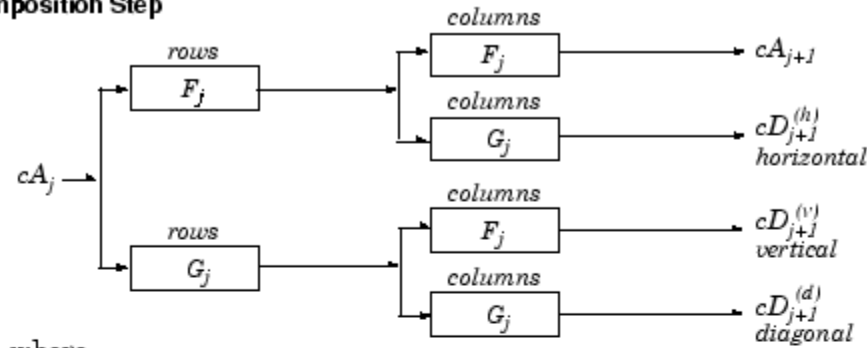 mposition Step
columns
rows
F_j
cA_{j+1}
F_j
columns
G_j
cD_{j+1}^{(h)}
horizontal
cA_j
columns
rows
F_j
cD_{j+1}^{(v)}
vertical
G_j
columns
G_j
cD_{j+1}^{(d)}
diagonal
where